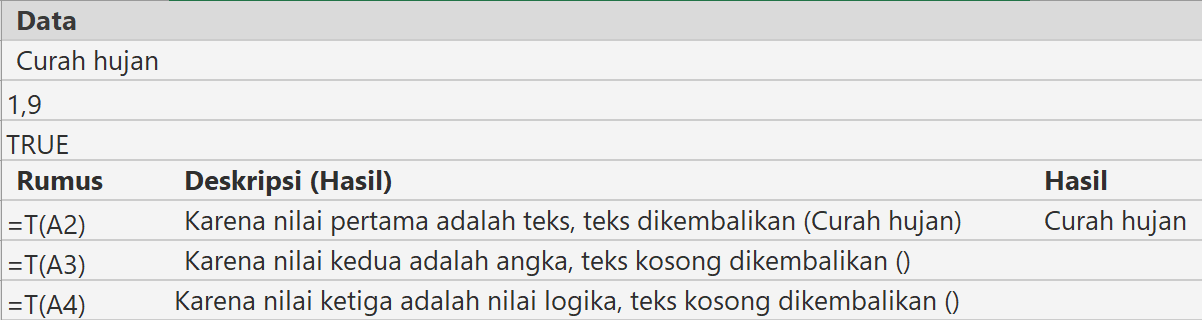 Data
Curah hujan
1,9
TRUE
Rumus Deskripsi (Hasil) Hasil
=T(A2) Karena nilai pertama adalah teks, teks dikembalikan (Curah hujan) Curah hujan
=T(A3) Karena nilai kedua adalah angka, teks kosong dikembalikan ()
=T(A4) Karena nilai ketiga adalah nilai logika, teks kosong dikembalikan ()